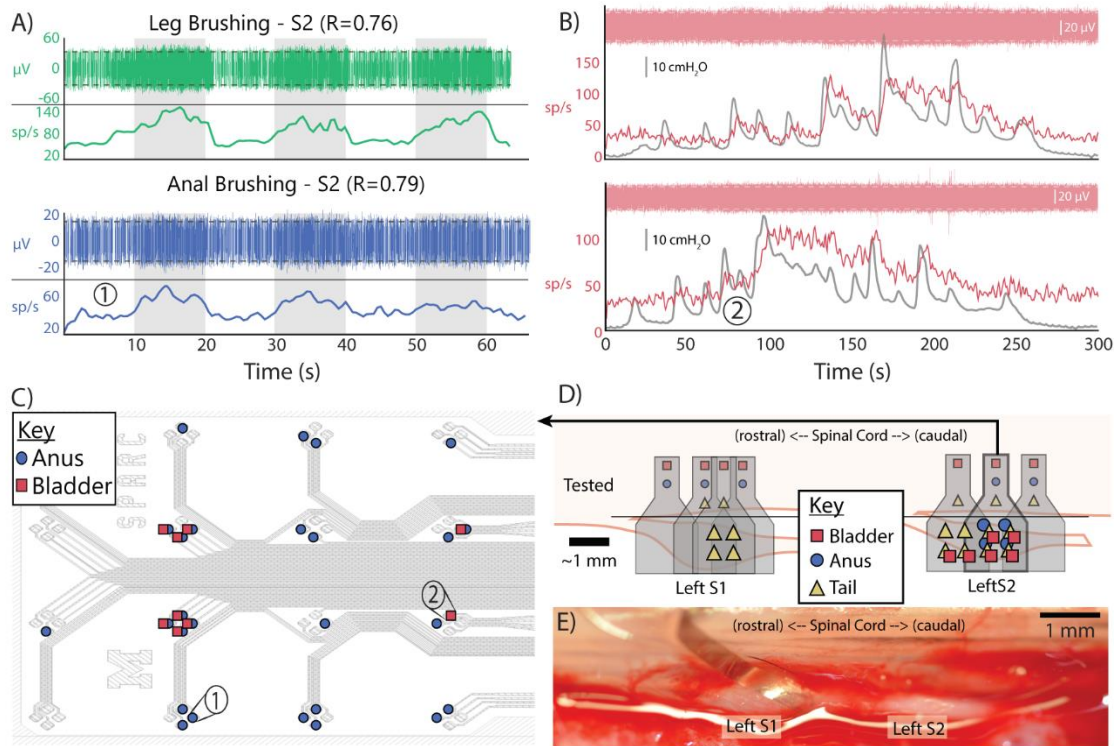 A)
Leg Brushing - S2 (R=0.76)
60
μV 0
-60
140
sp/s 80
20
Anal Brushing - S2 (R=0.79)
20
μV 0
-20
①
60
sp/s
20
0 10 20 30 40 50 60
Time (s)
B)
20 μV
150
10 cmH₂O
100
sp/s
50
0
20 μV
100
10 cmH₂O
50
sp/s
②
0
0 50 100 150 200 250 300
Time (s)
C)
Key
Anus
Bladder
SPARC
M
②
①
D)
(rostral) <-- Spinal Cord --> (caudal)
Tested
~1 mm
Key
Bladder
Anus
Tail
Left S1
LeftS2
E)
(rostral) <-- Spinal Cord --> (caudal)
1 mm
Left S1
Left S2